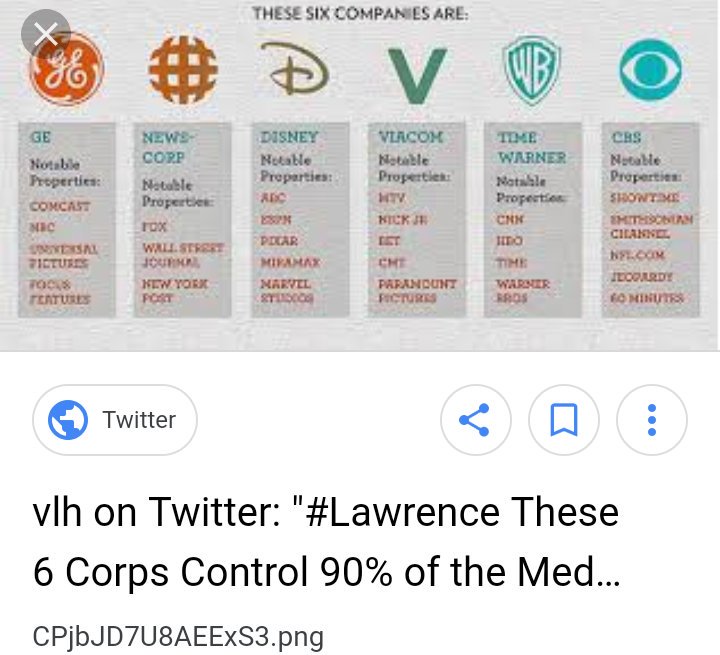 THESE SIX COMPANIES ARE:
GE
Notable
Properties:
COMCAST
NBC
UNIVERSAL
PICTURES
FOCUS
FEATURES
NEWS-
CORP
Notable
Properties:
FOX
WALL STREET
JOURNAL
NEW YORK
POST
DISNEY
Notable
Properties:
ABC
ESPN
PIXAR
MIRAMAX
MARVEL
STUDIOS
VIACOM
Notable
Properties:
MTV
NICK JR
BET
CMT
PARAMOUNT
PICTURES
WB
TIME
WARNER
Notable
Properties:
CNN
HBO
TIME
WARNER
BROS
CBS
Notable
Properties:
SHOWTIME
SMITHSONIAN
CHANNEL
NFL.COM
JEOPARDY
60 MINUTES
Twitter
vlh on Twitter: "#Lawrence These
6 Corps Control 90% of the Med...
CPjbJD7U8AEExS3.png